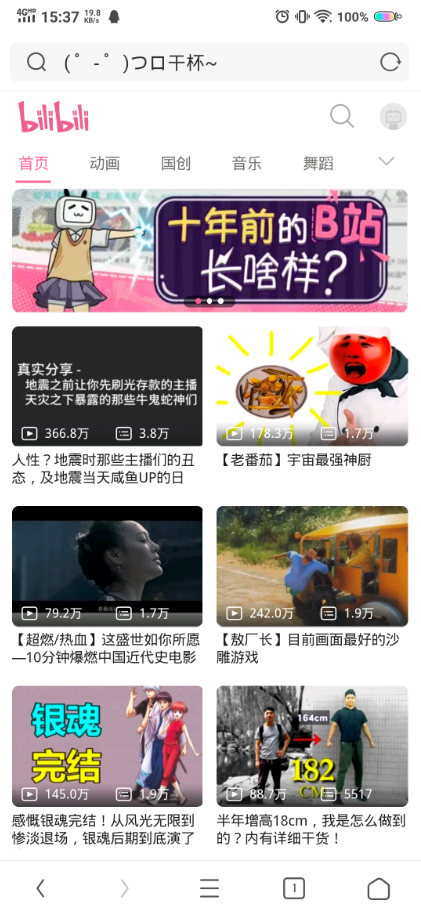 4GHD
15:37
19.8
KB/s
100%
( ゜- ゜)つロ干杯~
bilibili
首页
动画
国创
音乐
舞蹈
十年前的B站
长啥样?
真实分享 -
地震之前让你先刷光存款的主播
天灾之下暴露的那些牛鬼蛇神们
366.8万
3.8万
178.3万
1.7万
人性？地震时那些主播们的丑
态，及地震当天咸鱼UP的日
【老番茄】宇宙最强神厨
79.2万
1.7万
242.0万
1.9万
【超燃/热血】这盛世如你所愿
—10分钟爆燃中国近代史电影
【敖厂长】目前画面最好的沙
雕游戏
银魂
完结
145.0万
1.9万
164cm
182
CM
88.7万
5517
感慨银魂完结！从风光无限到
惨淡退场，银魂后期到底演了
半年增高18cm，我是怎么做到
的？内有详细干货！
1